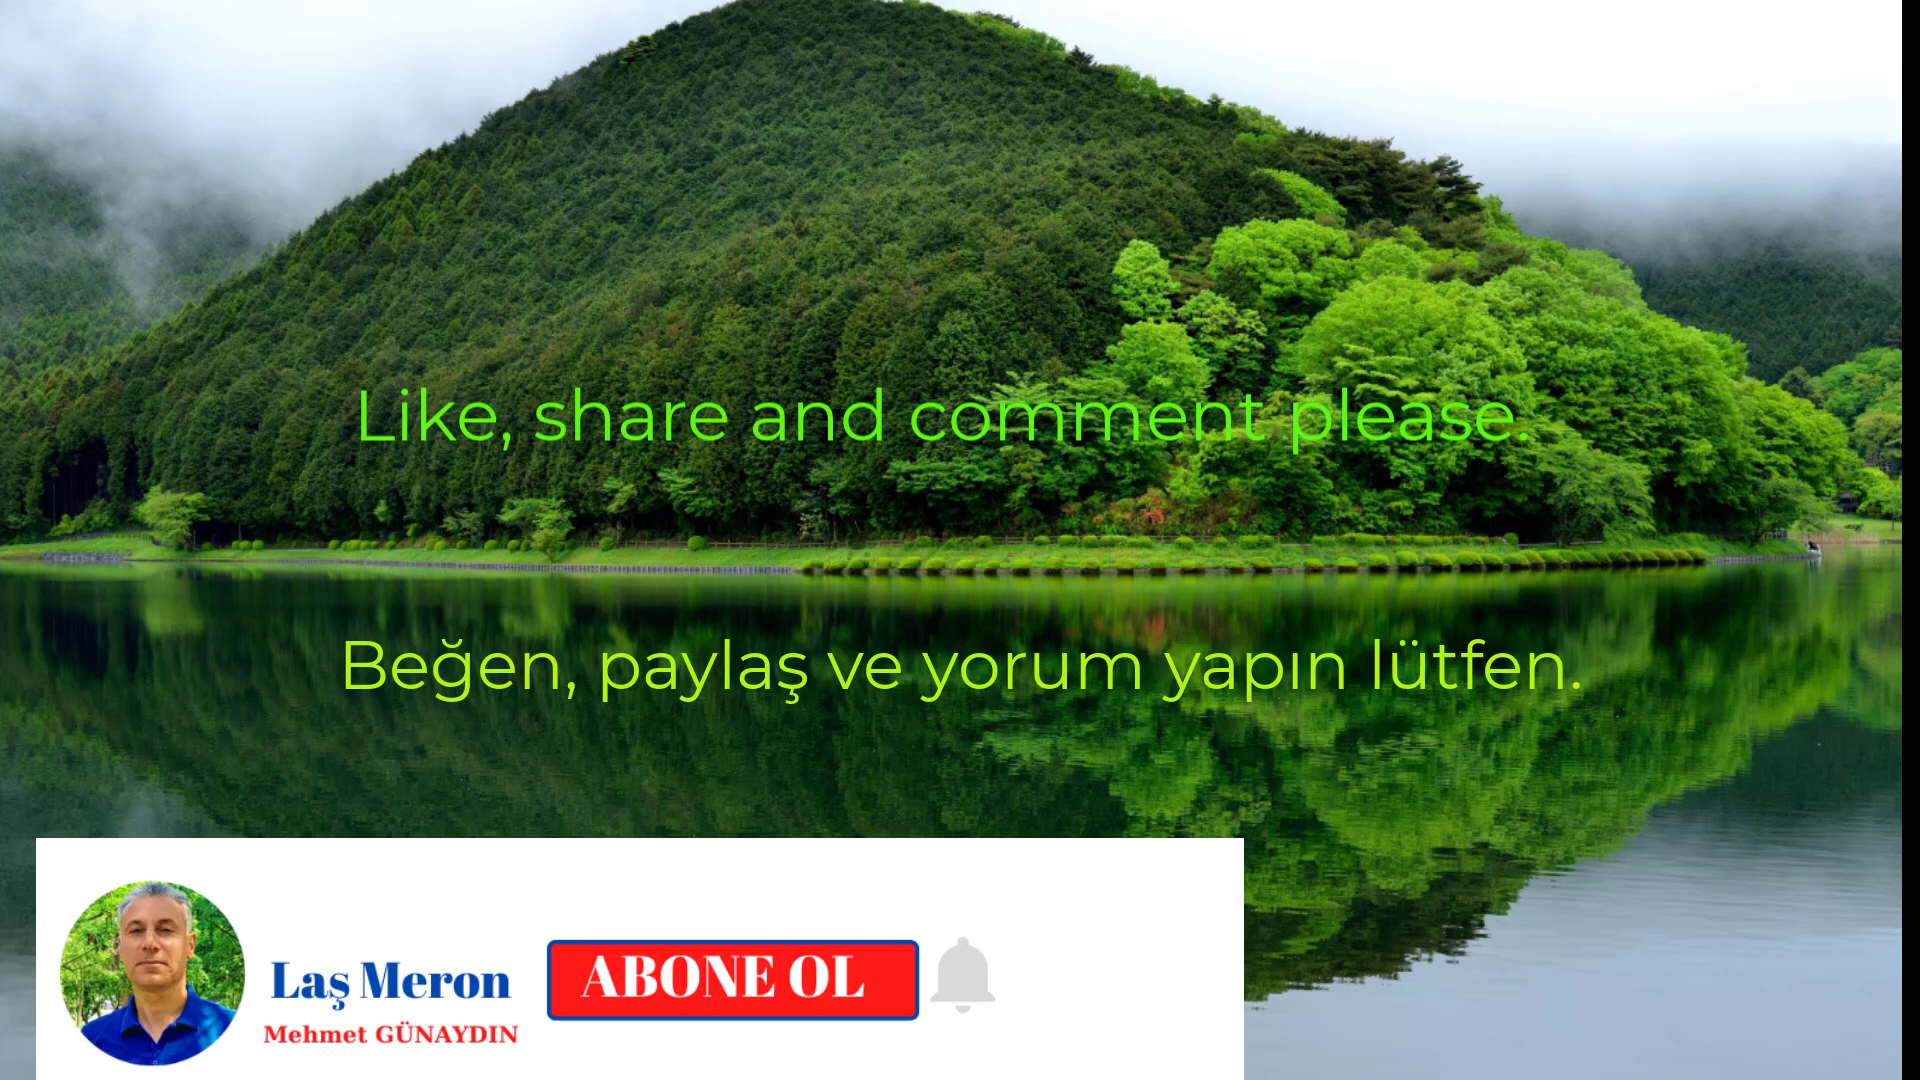 Like, share and comment please.
Beğen, paylaş ve yorum yapın lütfen.
Laş Meron
ABONE OL
Mehmet GÜNAYDIN